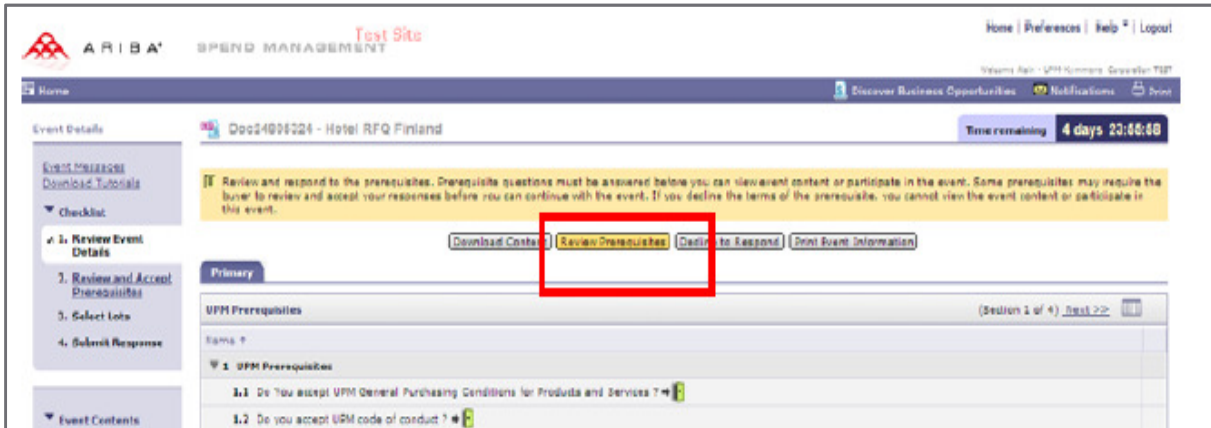 Test Site
ARIBA SPEND MANAGEMENT
Home | Preferences | Help | Logout
Home
Discover Business Opportunities Notifications Print
Event Details
Doc24806324 - Hotel RFQ Finland
Time remaining 4 days 23:58:58
Event Messages
Download Tutorials
Checklist
1. Review Event Details
2. Review and Accept Prerequisites
3. Select Lots
4. Submit Response
Event Contents
Review and respond to the prerequisites. Prerequisite questions must be answered before you can view event content or participate in the event. Some prerequisites may require the
buyer to review and accept your responses before you can continue with the event. If you decline the terms of the prerequisite, you cannot view the event content or participate in
this event.
Download Content Review Prerequisites Decline to Respond Print Event Information
Primary
UPM Prerequisites (Section 1 of 4) Next >>
Name ↑
1 UPM Prerequisites
1.1 Do You accept UPM General Purchasing Conditions for Products and Services ?
1.2 Do you accept UPM code of conduct ?